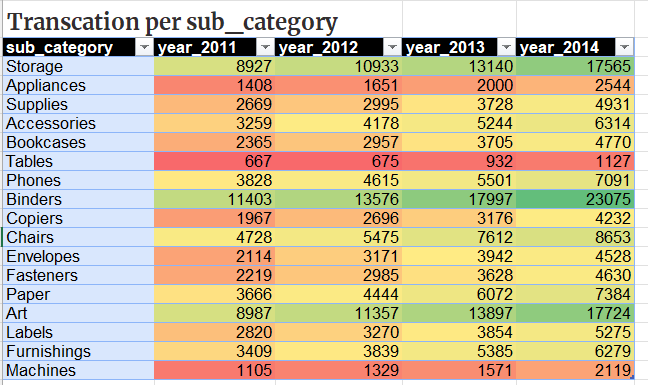 Transcation per sub_category
sub_category year_2011 year_2012 year_2013 year_2014
Storage 8927 10933 13140 17565
Appliances 1408 1651 2000 2544
Supplies 2669 2995 3728 4931
Accessories 3259 4178 5244 6314
Bookcases 2365 2957 3705 4770
Tables 667 675 932 1127
Phones 3828 4615 5501 7091
Binders 11403 13576 17997 23075
Copiers 1967 2696 3176 4232
Chairs 4728 5475 7612 8653
Envelopes 2114 3171 3942 4528
Fasteners 2219 2985 3628 4630
Paper 3666 4444 6072 7384
Art 8987 11357 13897 17724
Labels 2820 3270 3854 5275
Furnishings 3409 3839 5385 6279
Machines 1105 1329 1571 2119